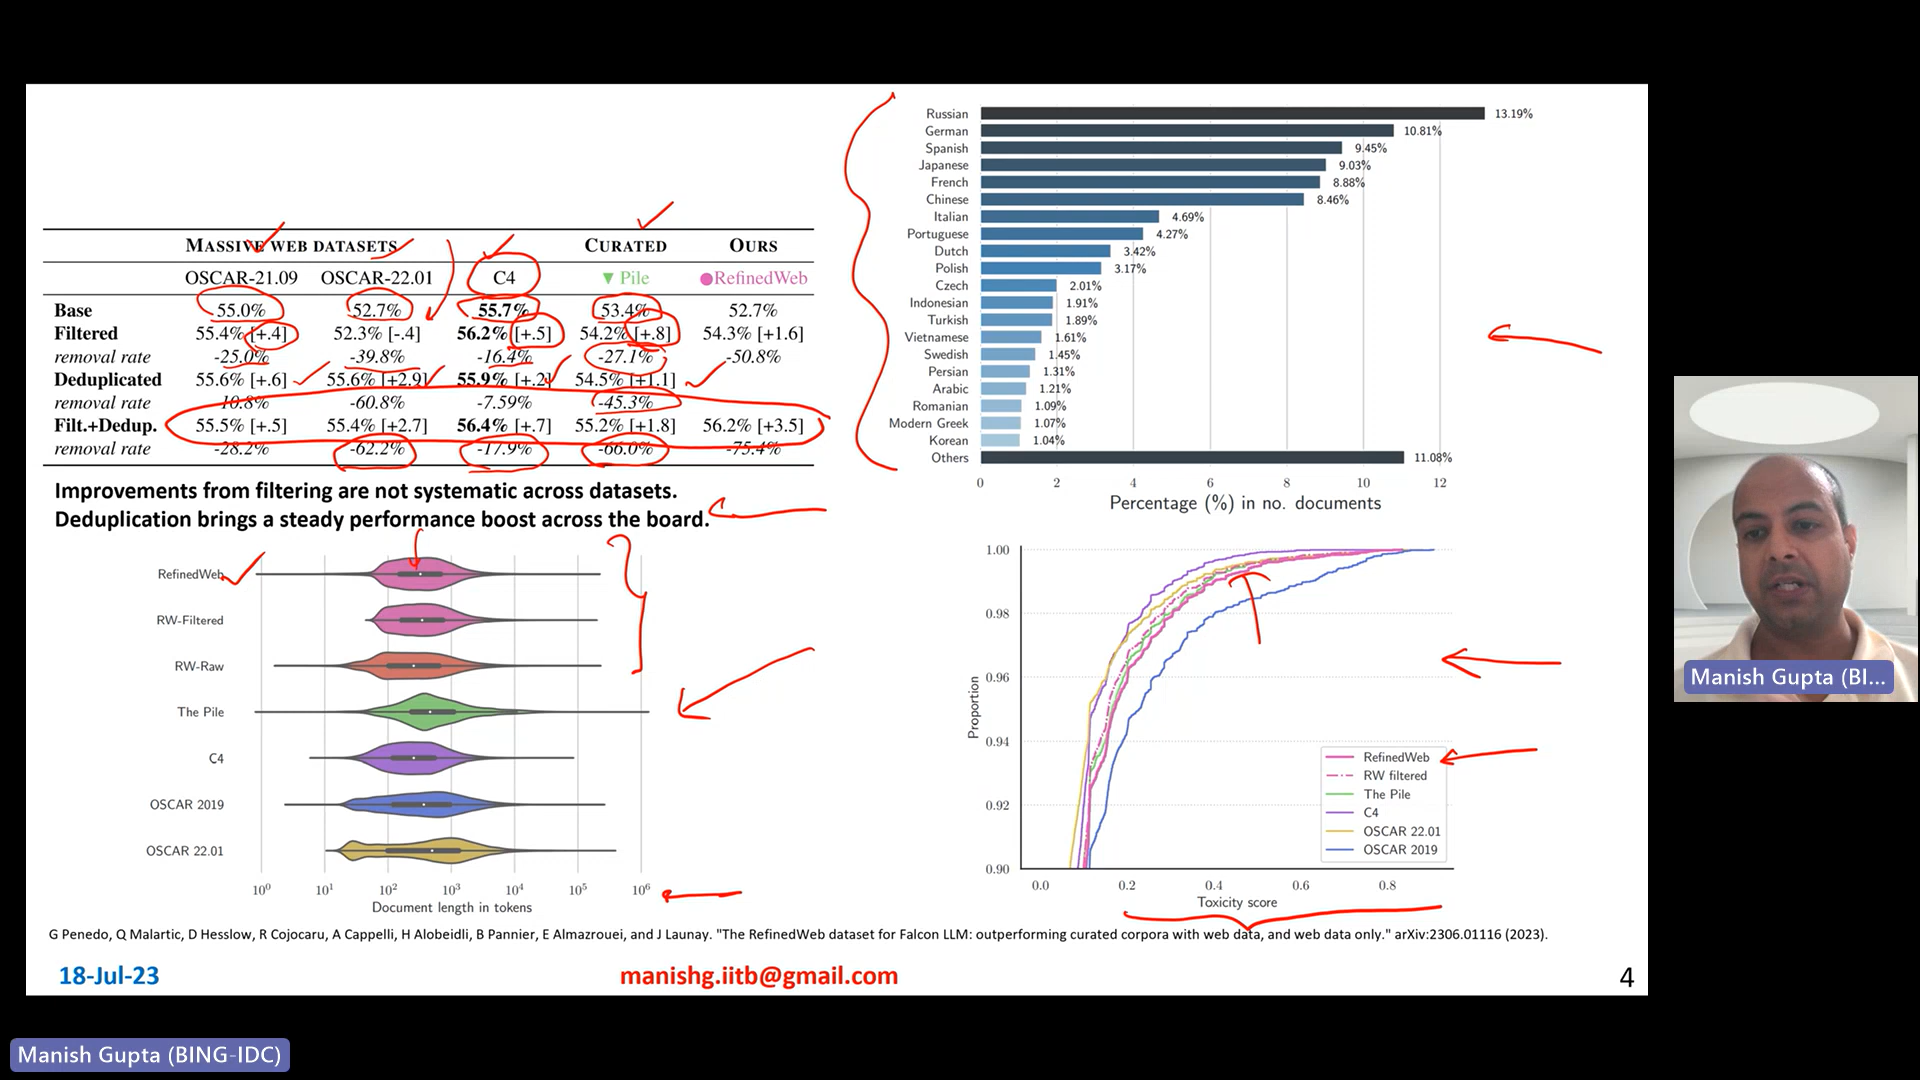 MASSIVE WEB DATASETS CURATED OURS
OSCAR-21.09 OSCAR-22.01 C4 ▼ Pile ●RefinedWeb
Base 55.0% 52.7% 55.7% 53.4% 52.7%
Filtered 55.4% [+.4] 52.3% [-.4] 56.2% [+.5] 54.2% [+.8] 54.3% [+1.6]
removal rate -25.0% -39.8% -16.4% -27.1% -50.8%
Deduplicated 55.6% [+.6] 55.6% [+2.9] 55.9% [+.2] 54.5% [+1.1]
removal rate -10.8% -60.8% -7.59% -45.3%
Filt.+Dedup. 55.5% [+.5] 55.4% [+2.7] 56.4% [+.7] 55.2% [+1.8] 56.2% [+3.5]
removal rate -28.2% -62.2% -17.9% -66.0% -75.4%
Improvements from filtering are not systematic across datasets.
Deduplication brings a steady performance boost across the board.
RefinedWeb
RW-Filtered
RW-Raw
The Pile
C4
OSCAR 2019
OSCAR 22.01
10⁰ 10¹ 10² 10³ 10⁴ 10⁵ 10⁶
Document length in tokens
Russian 13.19%
German 10.81%
Spanish 9.45%
Japanese 9.03%
French 8.88%
Chinese 8.46%
Italian 4.69%
Portuguese 4.27%
Dutch 3.42%
Polish 3.17%
Czech 2.01%
Indonesian 1.91%
Turkish 1.89%
Vietnamese 1.61%
Swedish 1.45%
Persian 1.31%
Arabic 1.21%
Romanian 1.09%
Modern Greek 1.07%
Korean 1.04%
Others 11.08%
0 2 4 6 8 10 12
Percentage (%) in no. documents
1.00
0.98
0.96
0.94
0.92
0.90
Proportion
RefinedWeb
RW filtered
The Pile
C4
OSCAR 22.01
OSCAR 2019
0.0 0.2 0.4 0.6 0.8
Toxicity score
G Penedo, Q Malartic, D Hesslow, R Cojocaru, A Cappelli, H Alobeidli, B Pannier, E Almazrouei, and J Launay. "The RefinedWeb dataset for Falcon LLM: outperforming curated corpora with web data, and web data only." arXiv:2306.01116 (2023).
18-Jul-23 manishg.iitb@gmail.com 4
Manish Gupta (BI...
Manish Gupta (BING-IDC)